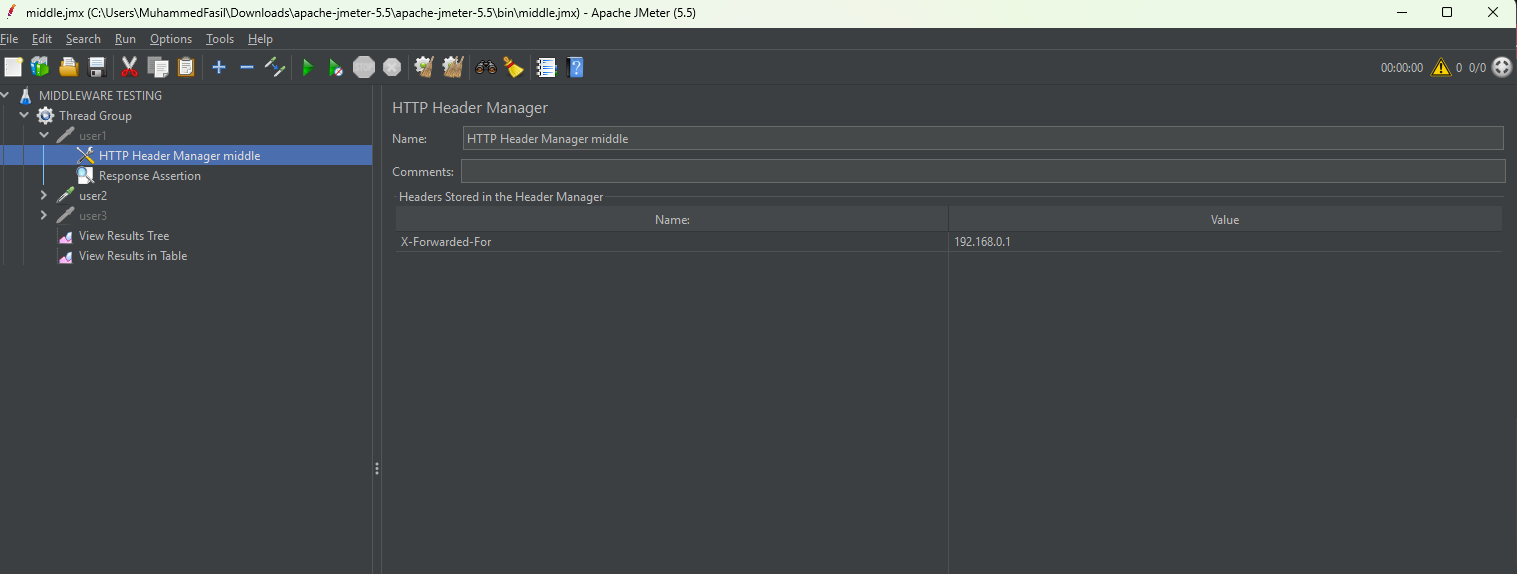 middle.jmx (C:\Users\MuhammedFasil\Downloads\apache-jmeter-5.5\apache-jmeter-5.5\bin\middle.jmx) - Apache JMeter (5.5)
File Edit Search Run Options Tools Help
00:00:00 0 0/0
MIDDLEWARE TESTING
Thread Group
user1
HTTP Header Manager middle
Response Assertion
user2
user3
View Results Tree
View Results in Table
HTTP Header Manager
Name: HTTP Header Manager middle
Comments:
Headers Stored in the Header Manager
Name: Value
X-Forwarded-For 192.168.0.1